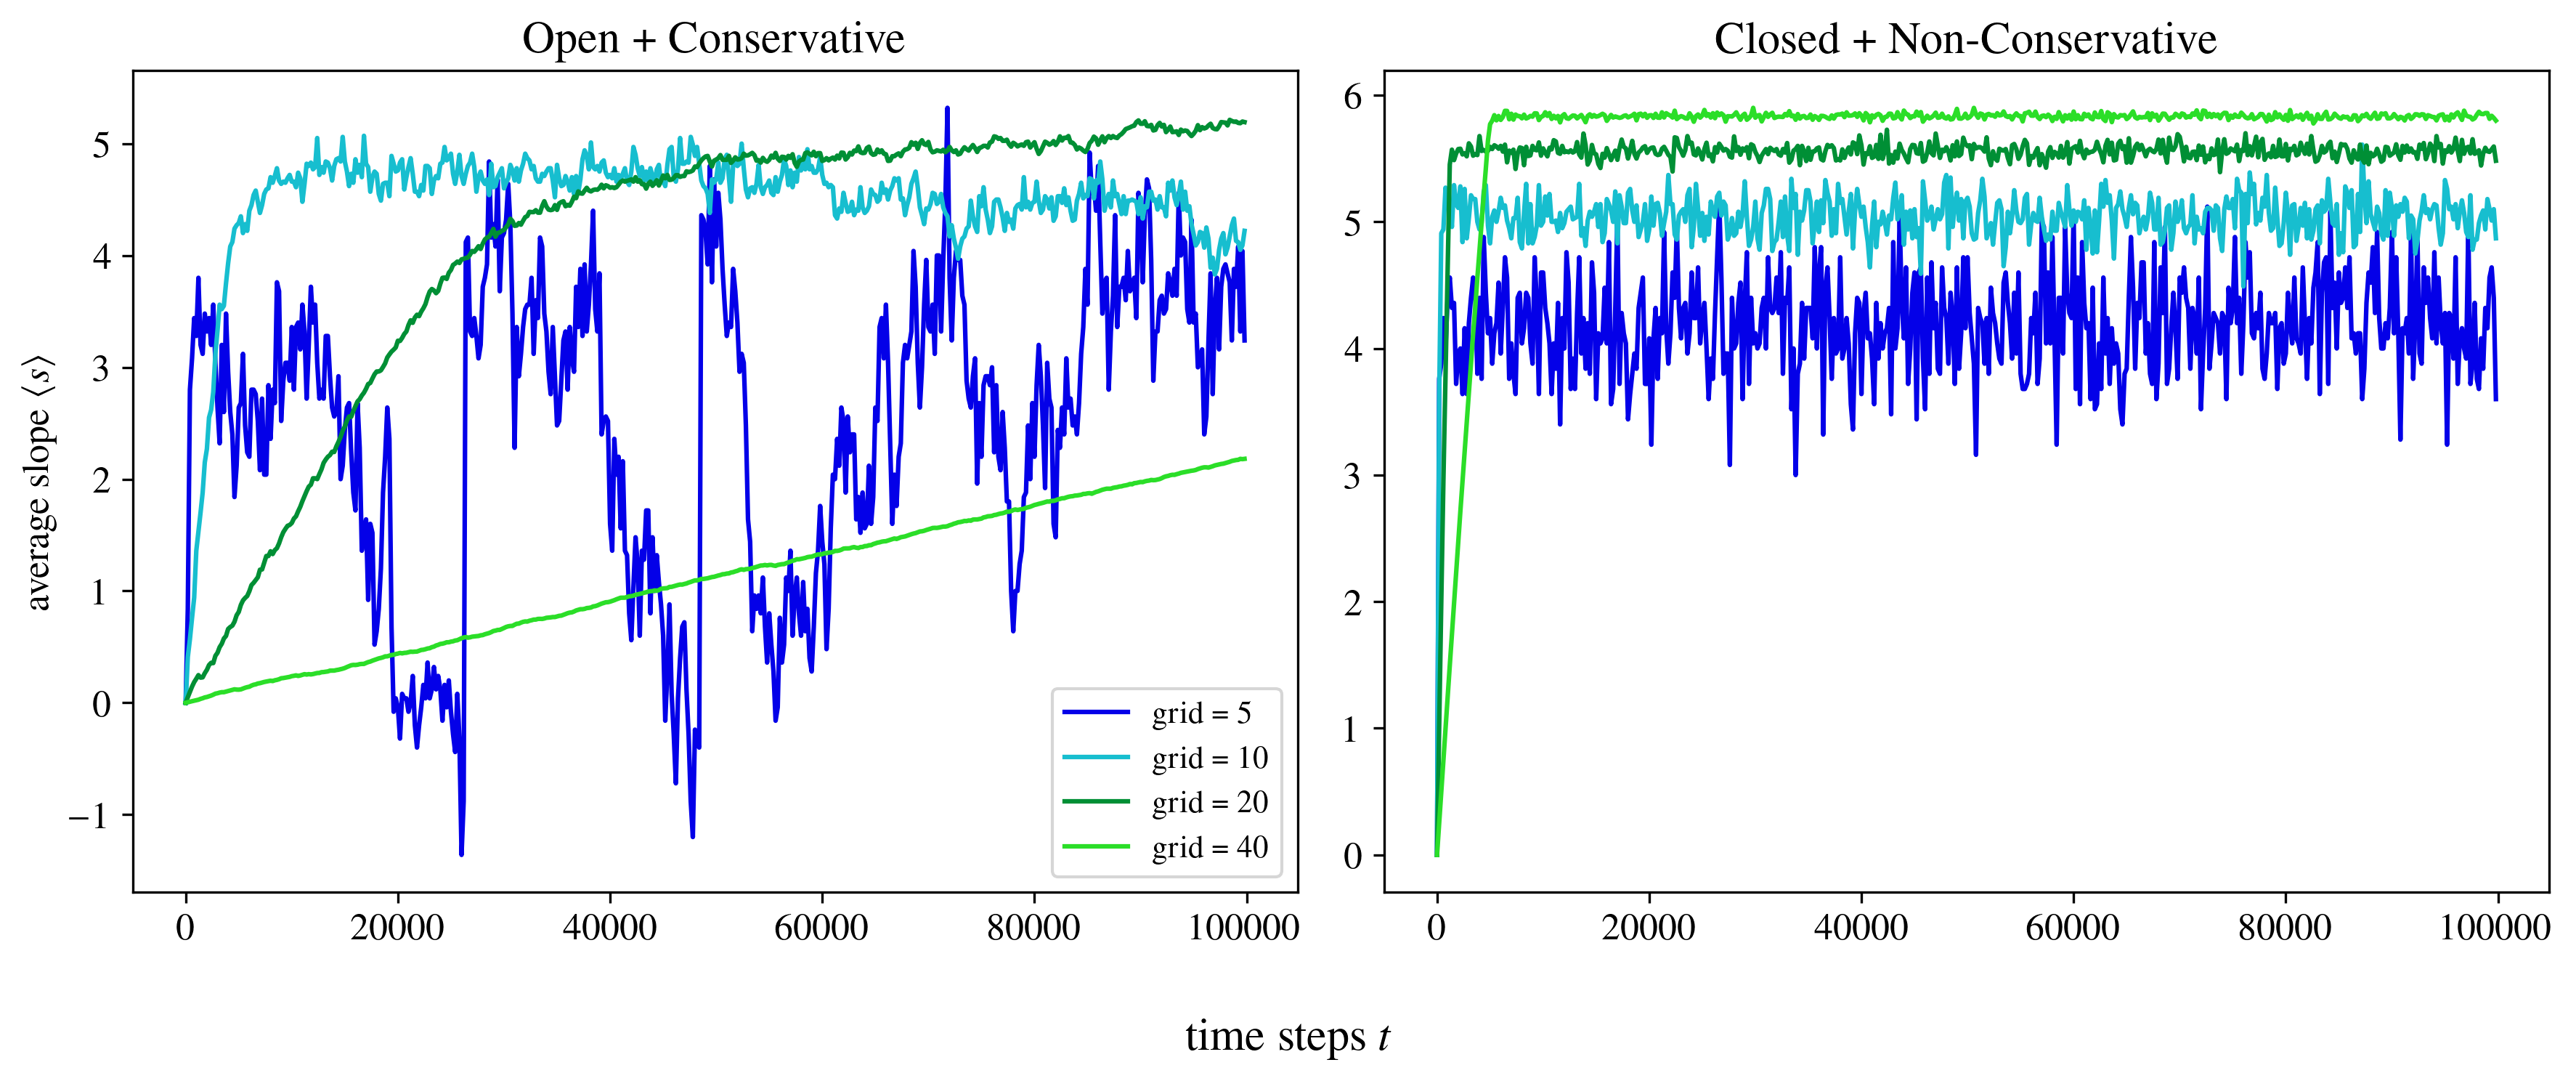 Open + Conservative
Closed + Non-Conservative
average slope ⟨s⟩
5
4
3
2
1
0
−1
6
5
4
3
2
1
0
grid = 5
grid = 10
grid = 20
grid = 40
0 20000 40000 60000 80000 100000
0 20000 40000 60000 80000 100000
time steps t